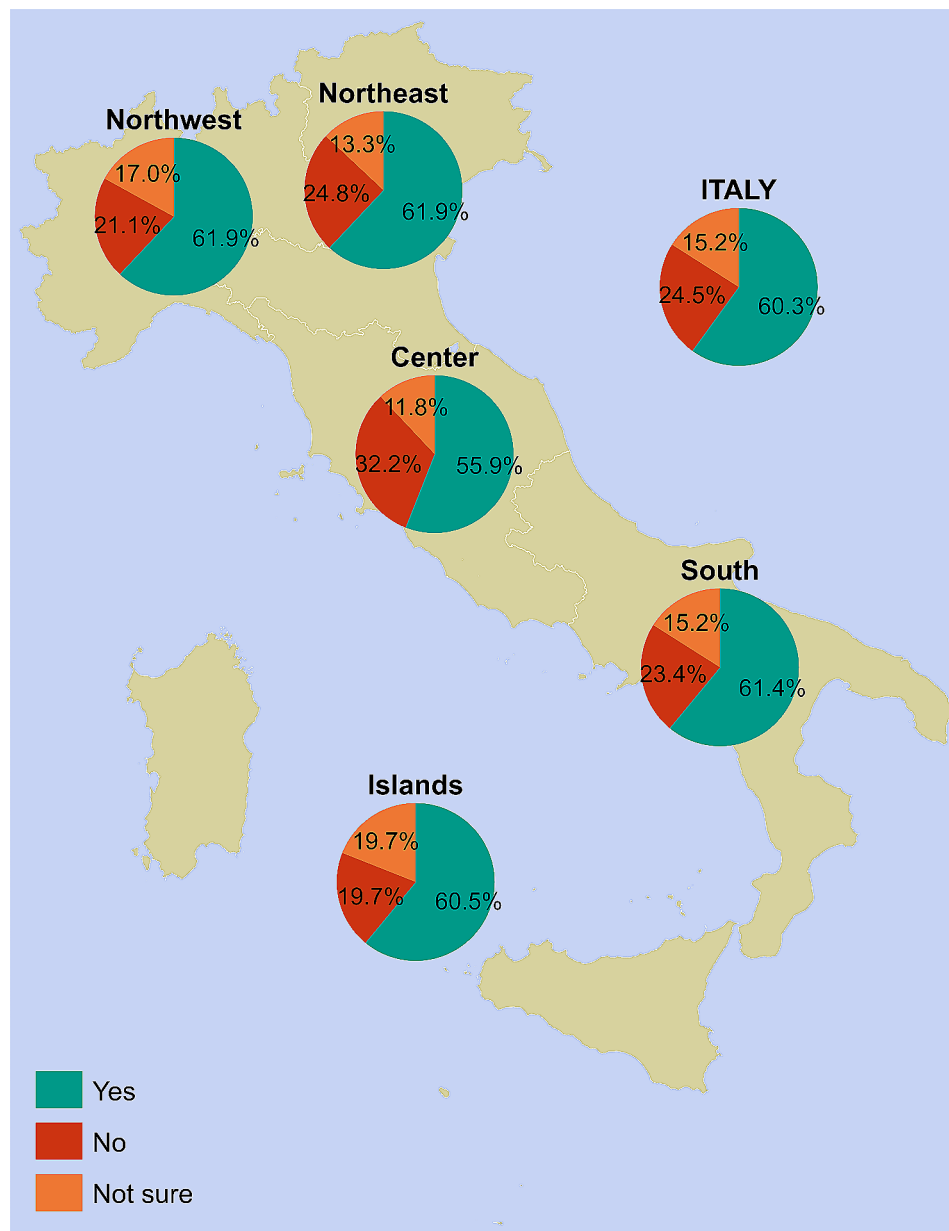 Northeast
13.3%
24.8%
61.9%
Northwest
17.0%
21.1%
61.9%
ITALY
15.2%
24.5%
60.3%
Center
11.8%
32.2%
55.9%
South
15.2%
23.4%
61.4%
Islands
19.7%
19.7%
60.5%
Yes
No
Not sure